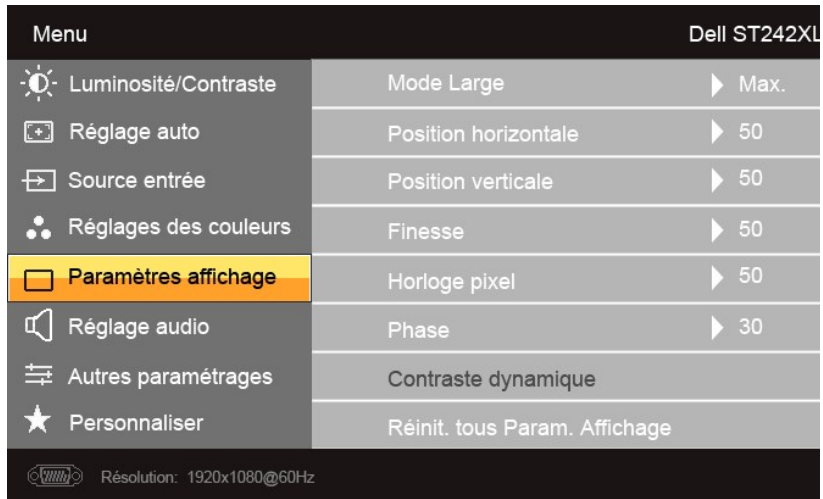 Menu Dell ST242XL
Luminosité/Contraste Mode Large Max.
Réglage auto Position horizontale 50
Source entrée Position verticale 50
Réglages des couleurs Finesse 50
Paramètres affichage Horloge pixel 50
Réglage audio Phase 30
Autres paramétrages Contraste dynamique
Personnaliser Réinit. tous Param. Affichage
Résolution: 1920x1080@60Hz